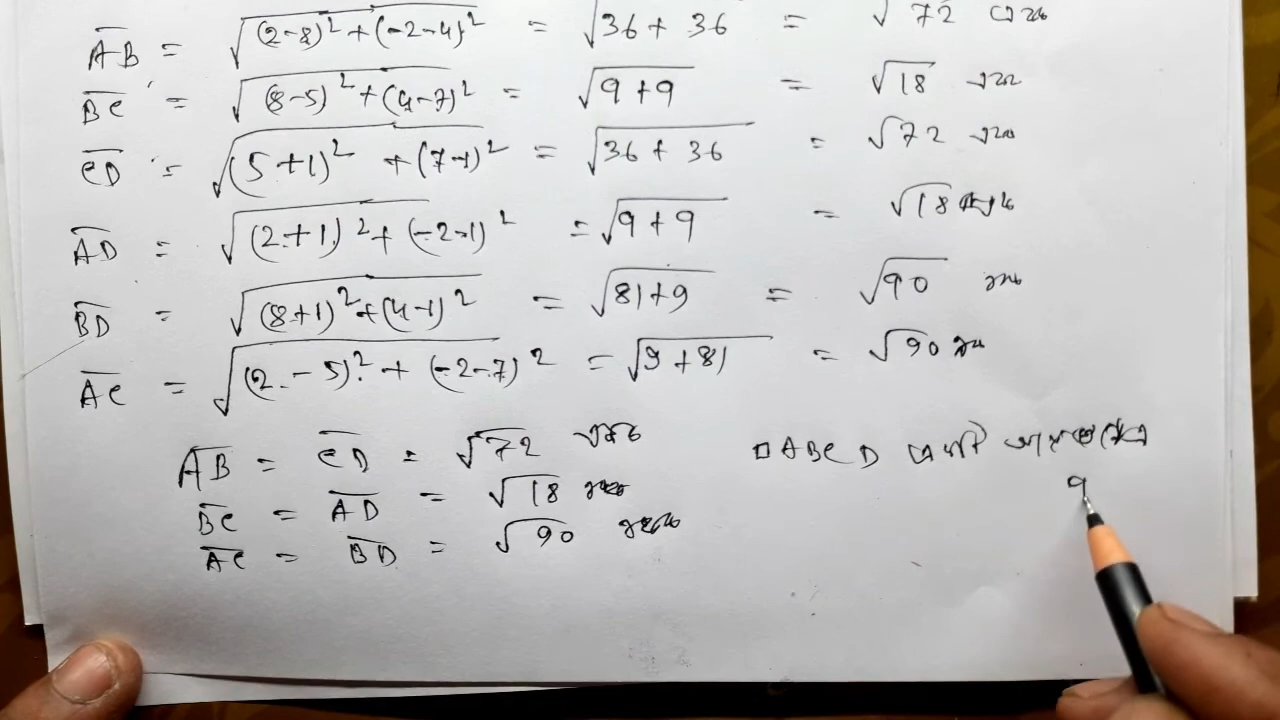 AB = √(2-8)² + (-2-4)² = √36 + 36 = √72 একক
BC = √(8-5)² + (4-7)² = √9 + 9 = √18 একক
CD = √(5+1)² + (7-1)² = √36 + 36 = √72 একক
AD = √(2+1)² + (-2-1)² = √9 + 9 = √18 একক
BD = √(8+1)² + (4-1)² = √81 + 9 = √90 একক
AC = √(2-5)² + (-2-7)² = √9 + 81 = √90 একক
AB = CD = √72 একক
BC = AD = √18 একক
AC = BD = √90 একক
□ABCD একটি আয়তক্ষেত্র